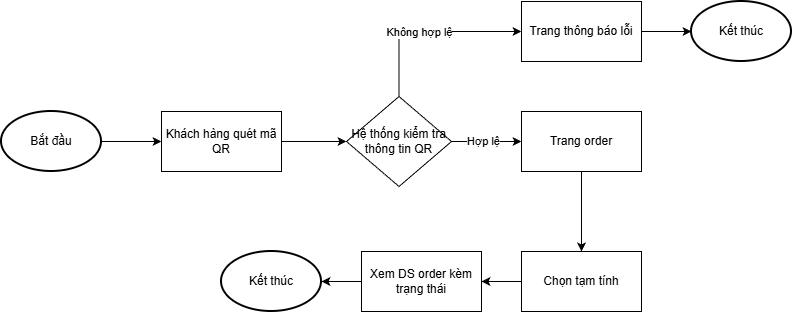 Không hợp lệ
Trang thông báo lỗi
Kết thúc
Bắt đầu
Khách hàng quét mã
QR
Hệ thống kiểm tra
thông tin QR
Hợp lệ
Trang order
Kết thúc
Xem DS order kèm
trạng thái
Chọn tạm tính